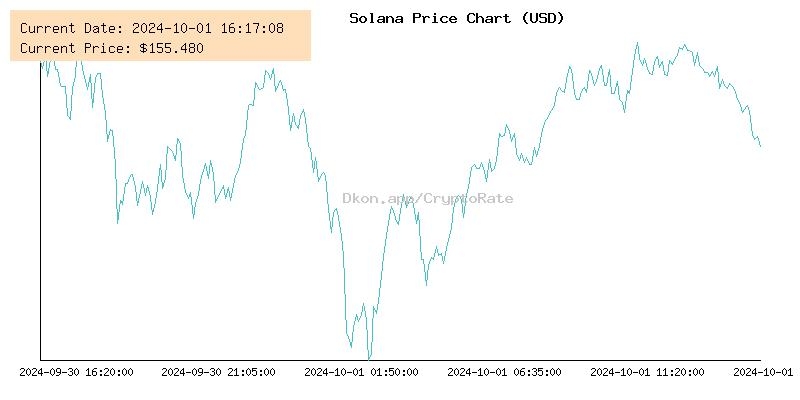 Solana Price Chart (USD)
Current Date: 2024-10-01 16:17:08
Current Price: $155.480
Dkon.app/CryptoRate
2024-09-30 16:20:00 2024-09-30 21:05:00 2024-10-01 01:50:00 2024-10-01 06:35:00 2024-10-01 11:20:00 2024-10-01